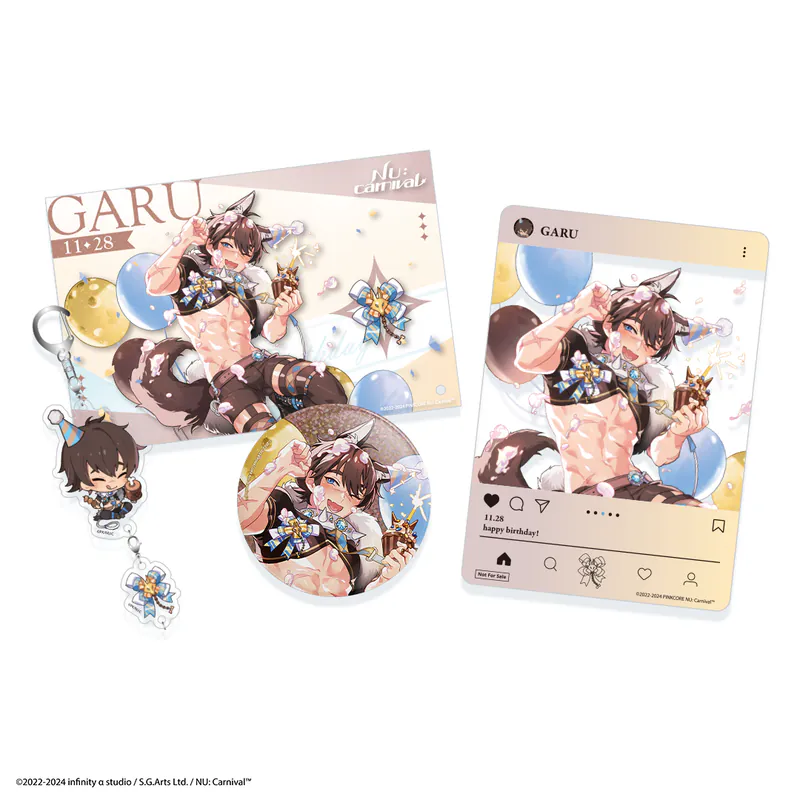 GARU
11✦28
NU:
carnival
GARU
11.28
happy birthday!
Not For Sale
©2022-2024 PINKCORE NU: Carnival™
©2022-2024 infinity α studio / S.G.Arts Ltd. / NU: Carnival™